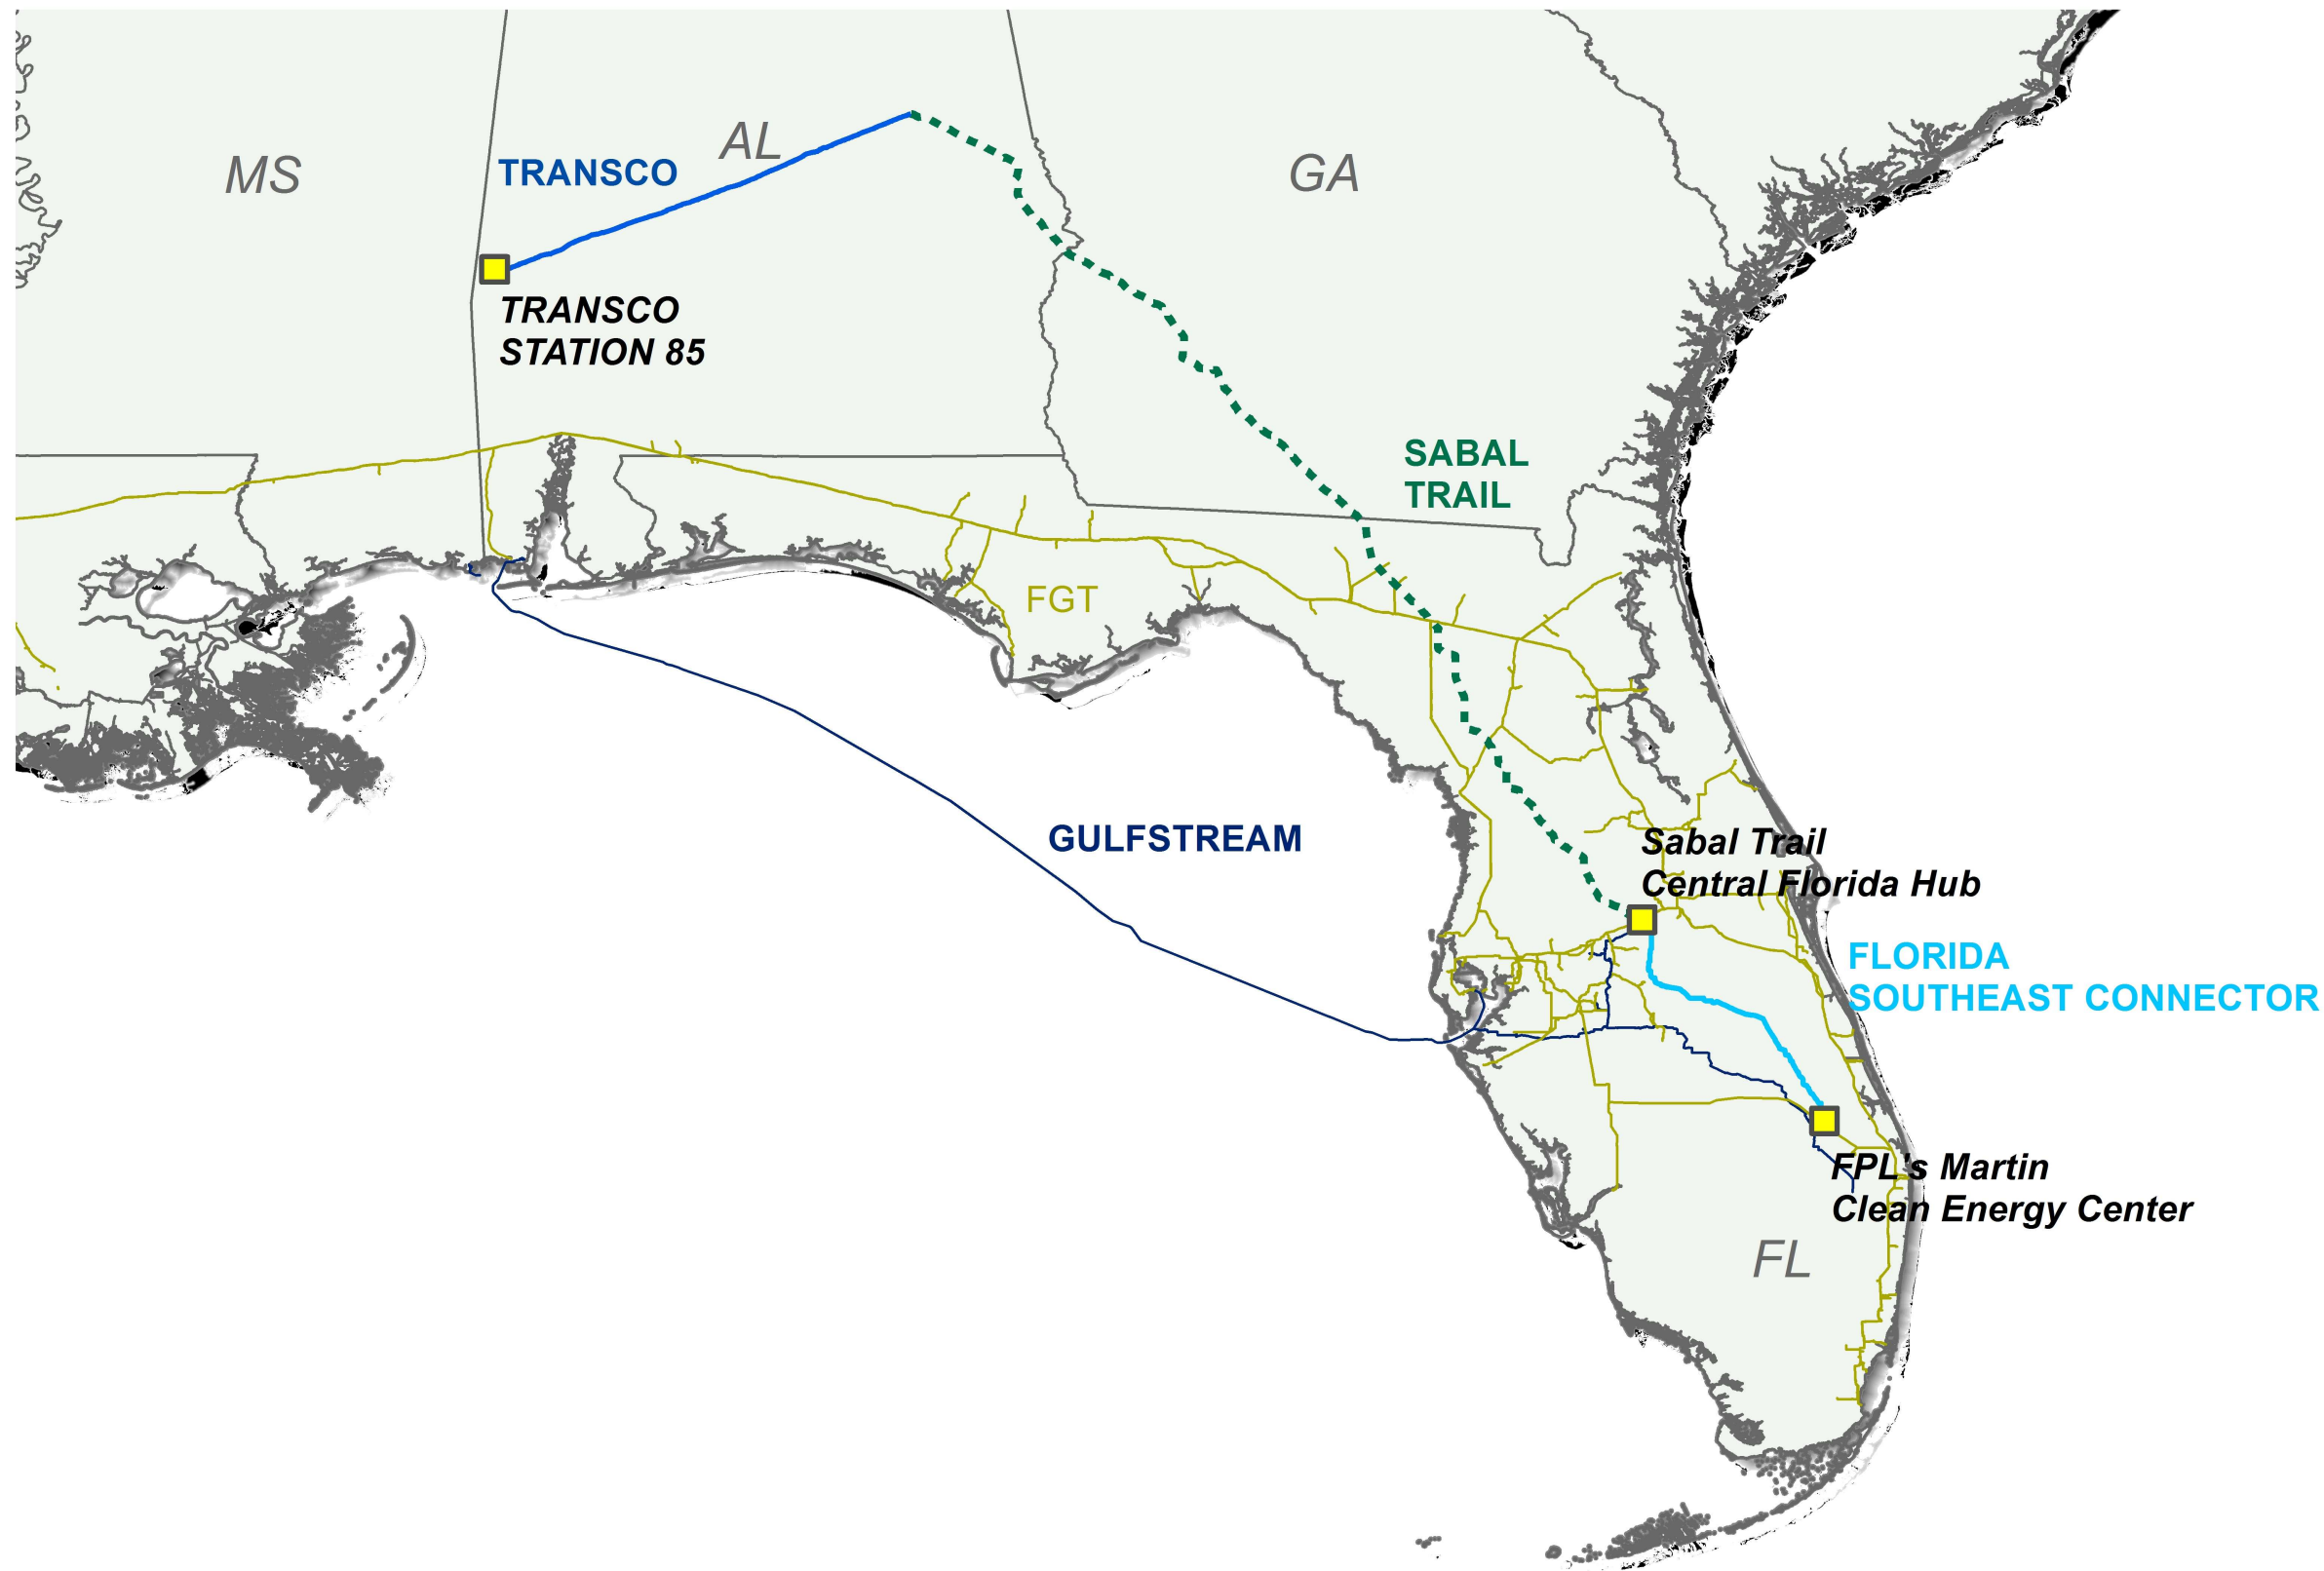 AL
MS
TRANSCO
GA
TRANSCO
STATION 85
SABAL
TRAIL
FGT
GULFSTREAM
Sabal Trail
Central Florida Hub
FLORIDA
SOUTHEAST CONNECTOR
FPL's Martin
Clean Energy Center
FL